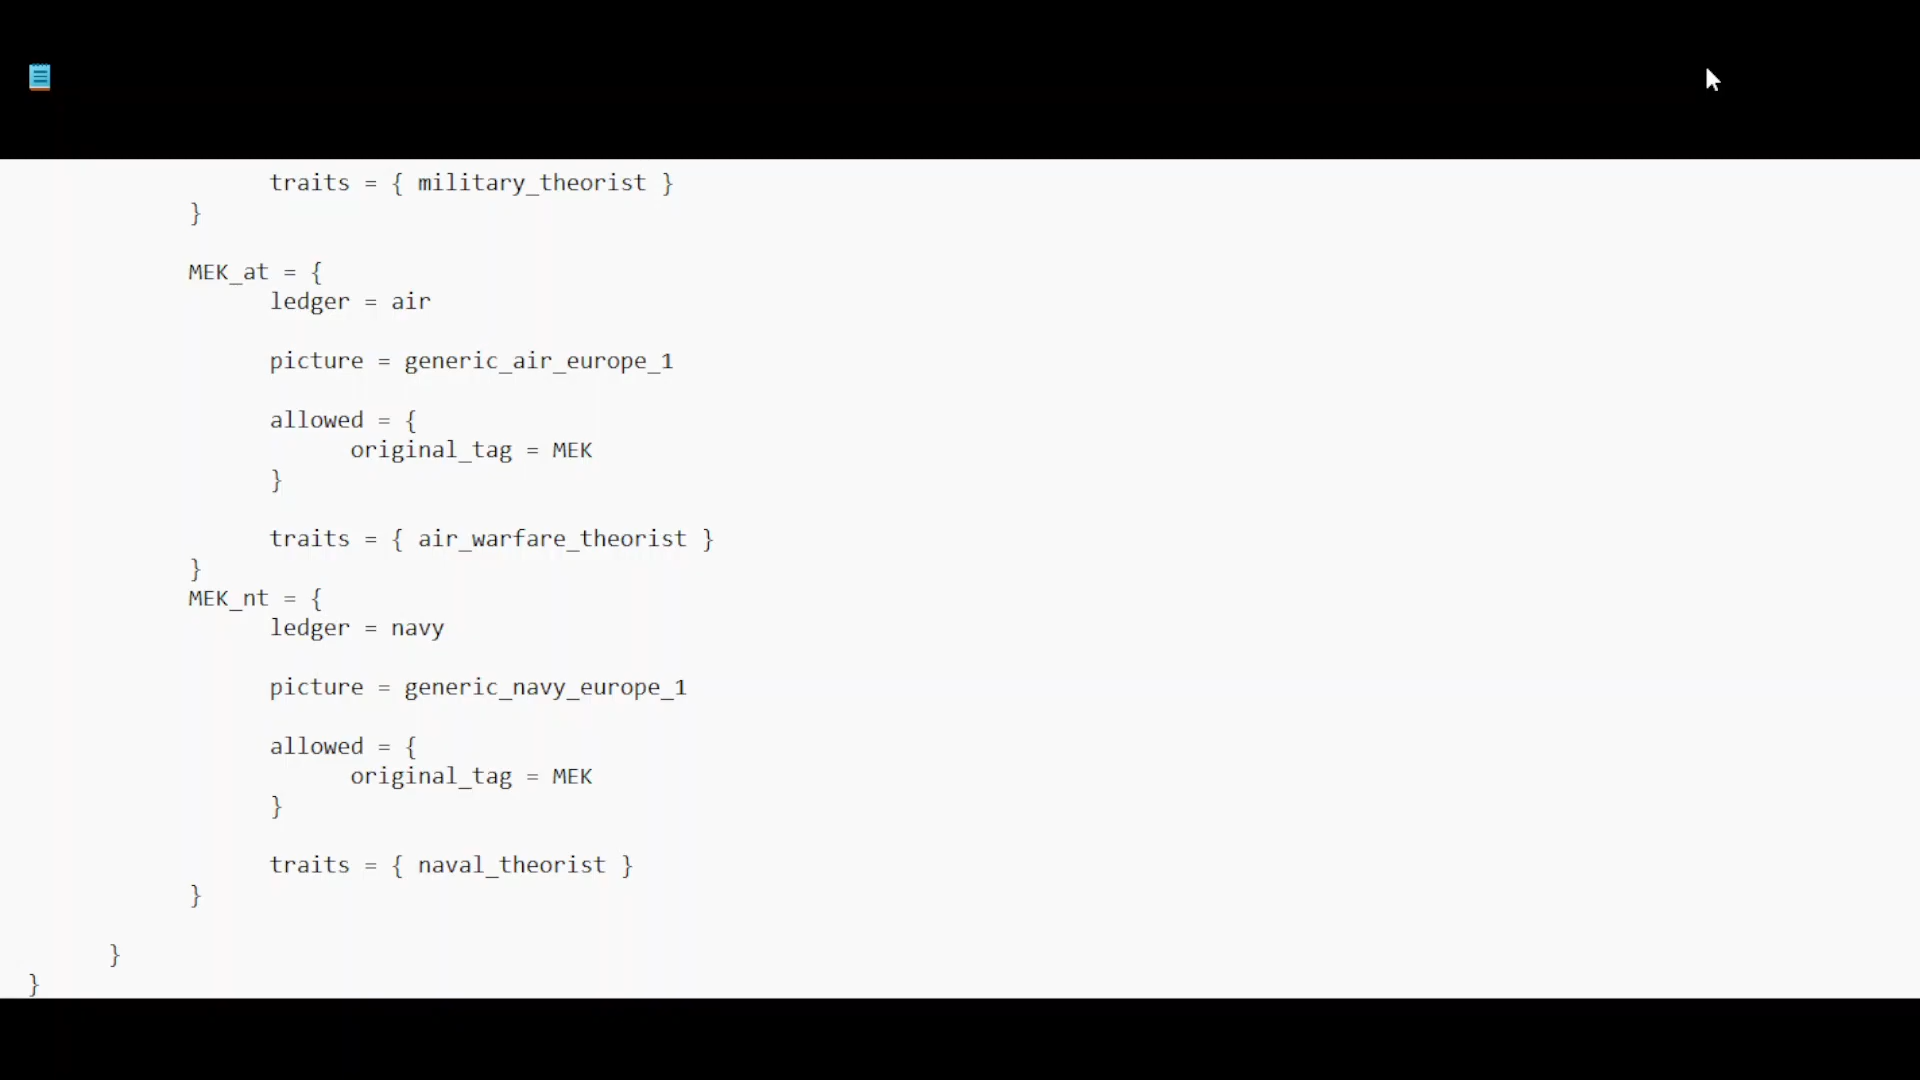 traits = { military_theorist }
}
MEK_at = {
ledger = air
picture = generic_air_europe_1
allowed = {
original_tag = MEK
}
traits = { air_warfare_theorist }
}
MEK_nt = {
ledger = navy
picture = generic_navy_europe_1
allowed = {
original_tag = MEK
}
traits = { naval_theorist }
}
}
}